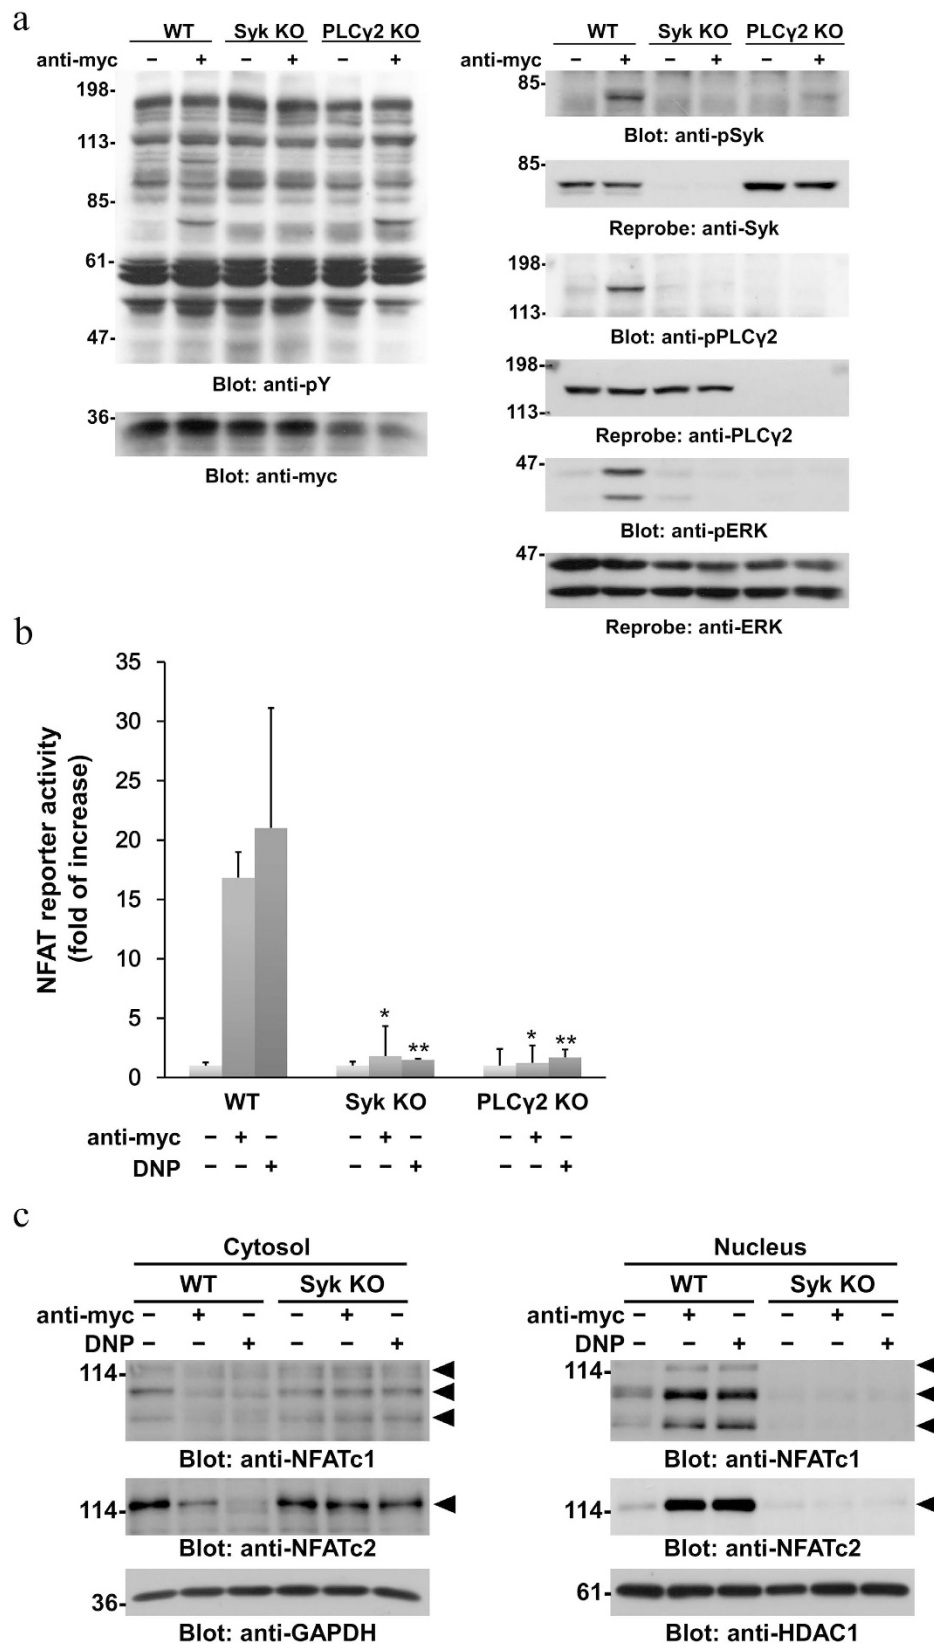 a
WT Syk KO PLCγ2 KO
anti-myc − + − + − +
198-
113-
85-
61-
47-
Blot: anti-pY
36-
Blot: anti-myc
WT Syk KO PLCγ2 KO
anti-myc − + − + − +
85-
Blot: anti-pSyk
85-
Reprobe: anti-Syk
198-
113-
Blot: anti-pPLCγ2
198-
113-
Reprobe: anti-PLCγ2
47-
Blot: anti-pERK
47-
Reprobe: anti-ERK
b
NFAT reporter activity
(fold of increase)
35
30
25
20
15
10
5
0
* ** * **
WT Syk KO PLCγ2 KO
anti-myc − + − − + − − + −
DNP − − + − − + − − +
c
Cytosol
WT Syk KO
anti-myc − + − − + −
DNP − − + − − +
114-
Blot: anti-NFATc1
114-
Blot: anti-NFATc2
36-
Blot: anti-GAPDH
Nucleus
WT Syk KO
anti-myc − + − − + −
DNP − − + − − +
114-
Blot: anti-NFATc1
114-
Blot: anti-NFATc2
61-
Blot: anti-HDAC1